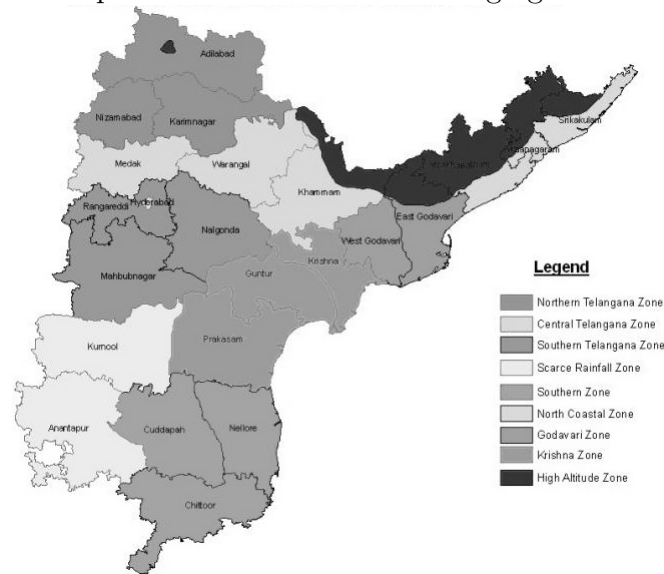 Adilabad
Nizamabad
Karimnagar
Medak
Warangal
Khammam
Srikakulam
Rangareddi
Hyderabad
Nalgonda
Mahbubnagar
West Godavari
East Godavari
Krishna
Guntur
Prakasam
Kurnool
Anantapur
Cuddapah
Nellore
Chittoor
Legend
Northern Telangana Zone
Central Telangana Zone
Southern Telangana Zone
Scarce Rainfall Zone
Southern Zone
North Coastal Zone
Godavari Zone
Krishna Zone
High Altitude Zone